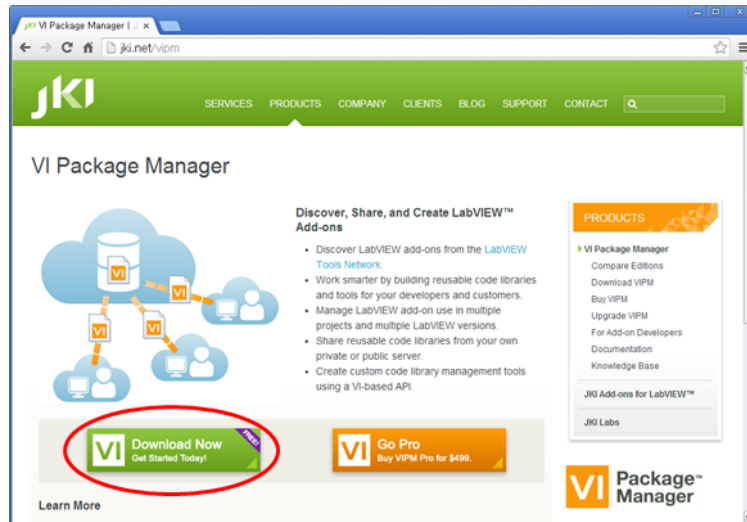 JKI VI Package Manager | J
jki.net/vipm
JKI
SERVICES PRODUCTS COMPANY CLIENTS BLOG SUPPORT CONTACT
VI Package Manager
Discover, Share, and Create LabVIEW™
Add-ons
• Discover LabVIEW add-ons from the LabVIEW
Tools Network.
• Work smarter by building reusable code libraries
and tools for your developers and customers.
• Manage LabVIEW add-on use in multiple
projects and multiple LabVIEW versions.
• Share reusable code libraries from your own
private or public server.
• Create custom code library management tools
using a VI-based API.
VI
VI
VI
VI
PRODUCTS
VI Package Manager
Compare Editions
Download VIPM
Buy VIPM
Upgrade VIPM
For Add-on Developers
Documentation
Knowledge Base
JKI Add-ons for LabVIEW™
JKI Labs
VI Download Now
Get Started Today!
FREE!
VI Go Pro
Buy VIPM Pro for $499.
VI Package™
Manager
Learn More